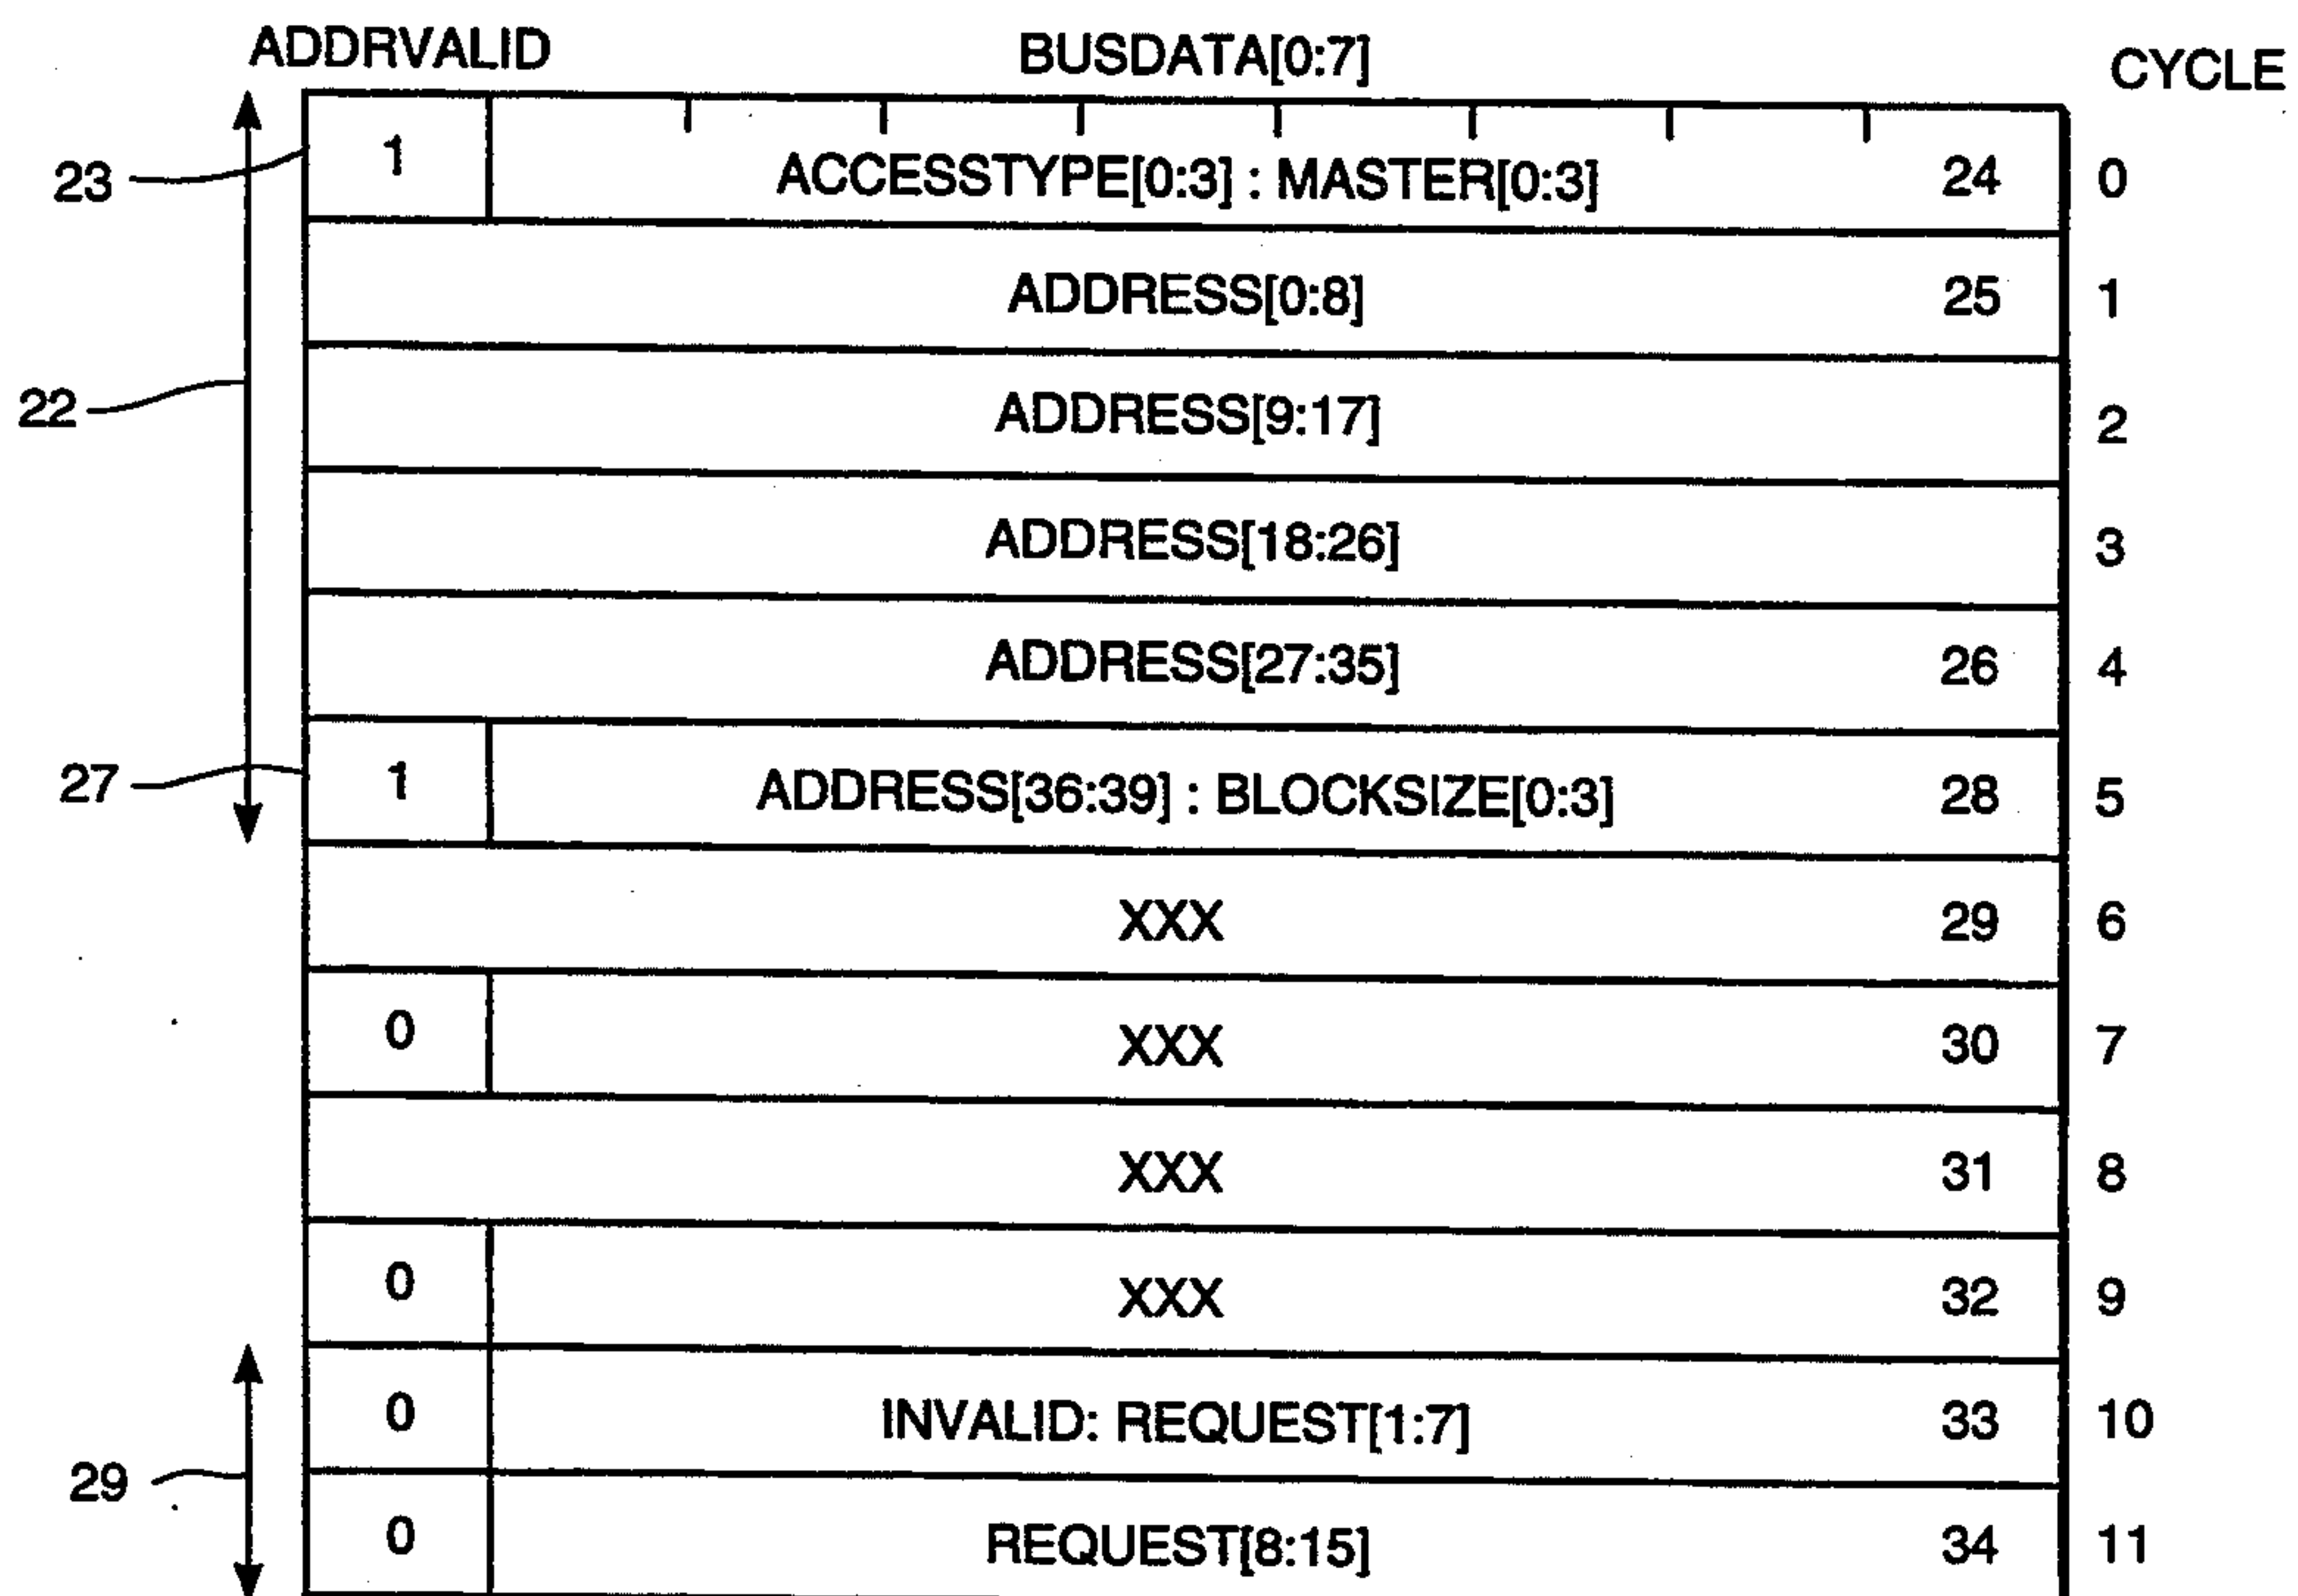 ADDRVALID BUSDATA[0:7] CYCLE
23 1 ACCESSTYPE[0:3] : MASTER[0:3] 24 0
ADDRESS[0:8] 25 1
22 ADDRESS[9:17] 2
ADDRESS[18:26] 3
ADDRESS[27:35] 26 4
27 1 ADDRESS[36:39] : BLOCKSIZE[0:3] 28 5
XXX 29 6
0 XXX 30 7
XXX 31 8
0 XXX 32 9
0 INVALID: REQUEST[1:7] 33 10
29 0 REQUEST[8:15] 34 11